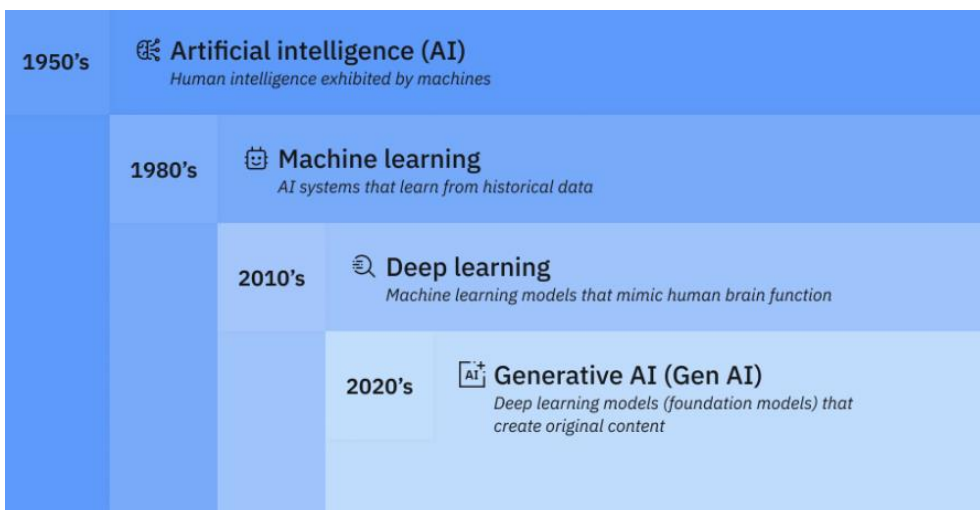 1950’s
Artificial intelligence (AI)
Human intelligence exhibited by machines
1980’s
Machine learning
AI systems that learn from historical data
2010’s
Deep learning
Machine learning models that mimic human brain function
2020’s
AI
Generative AI (Gen AI)
Deep learning models (foundation models) that
create original content